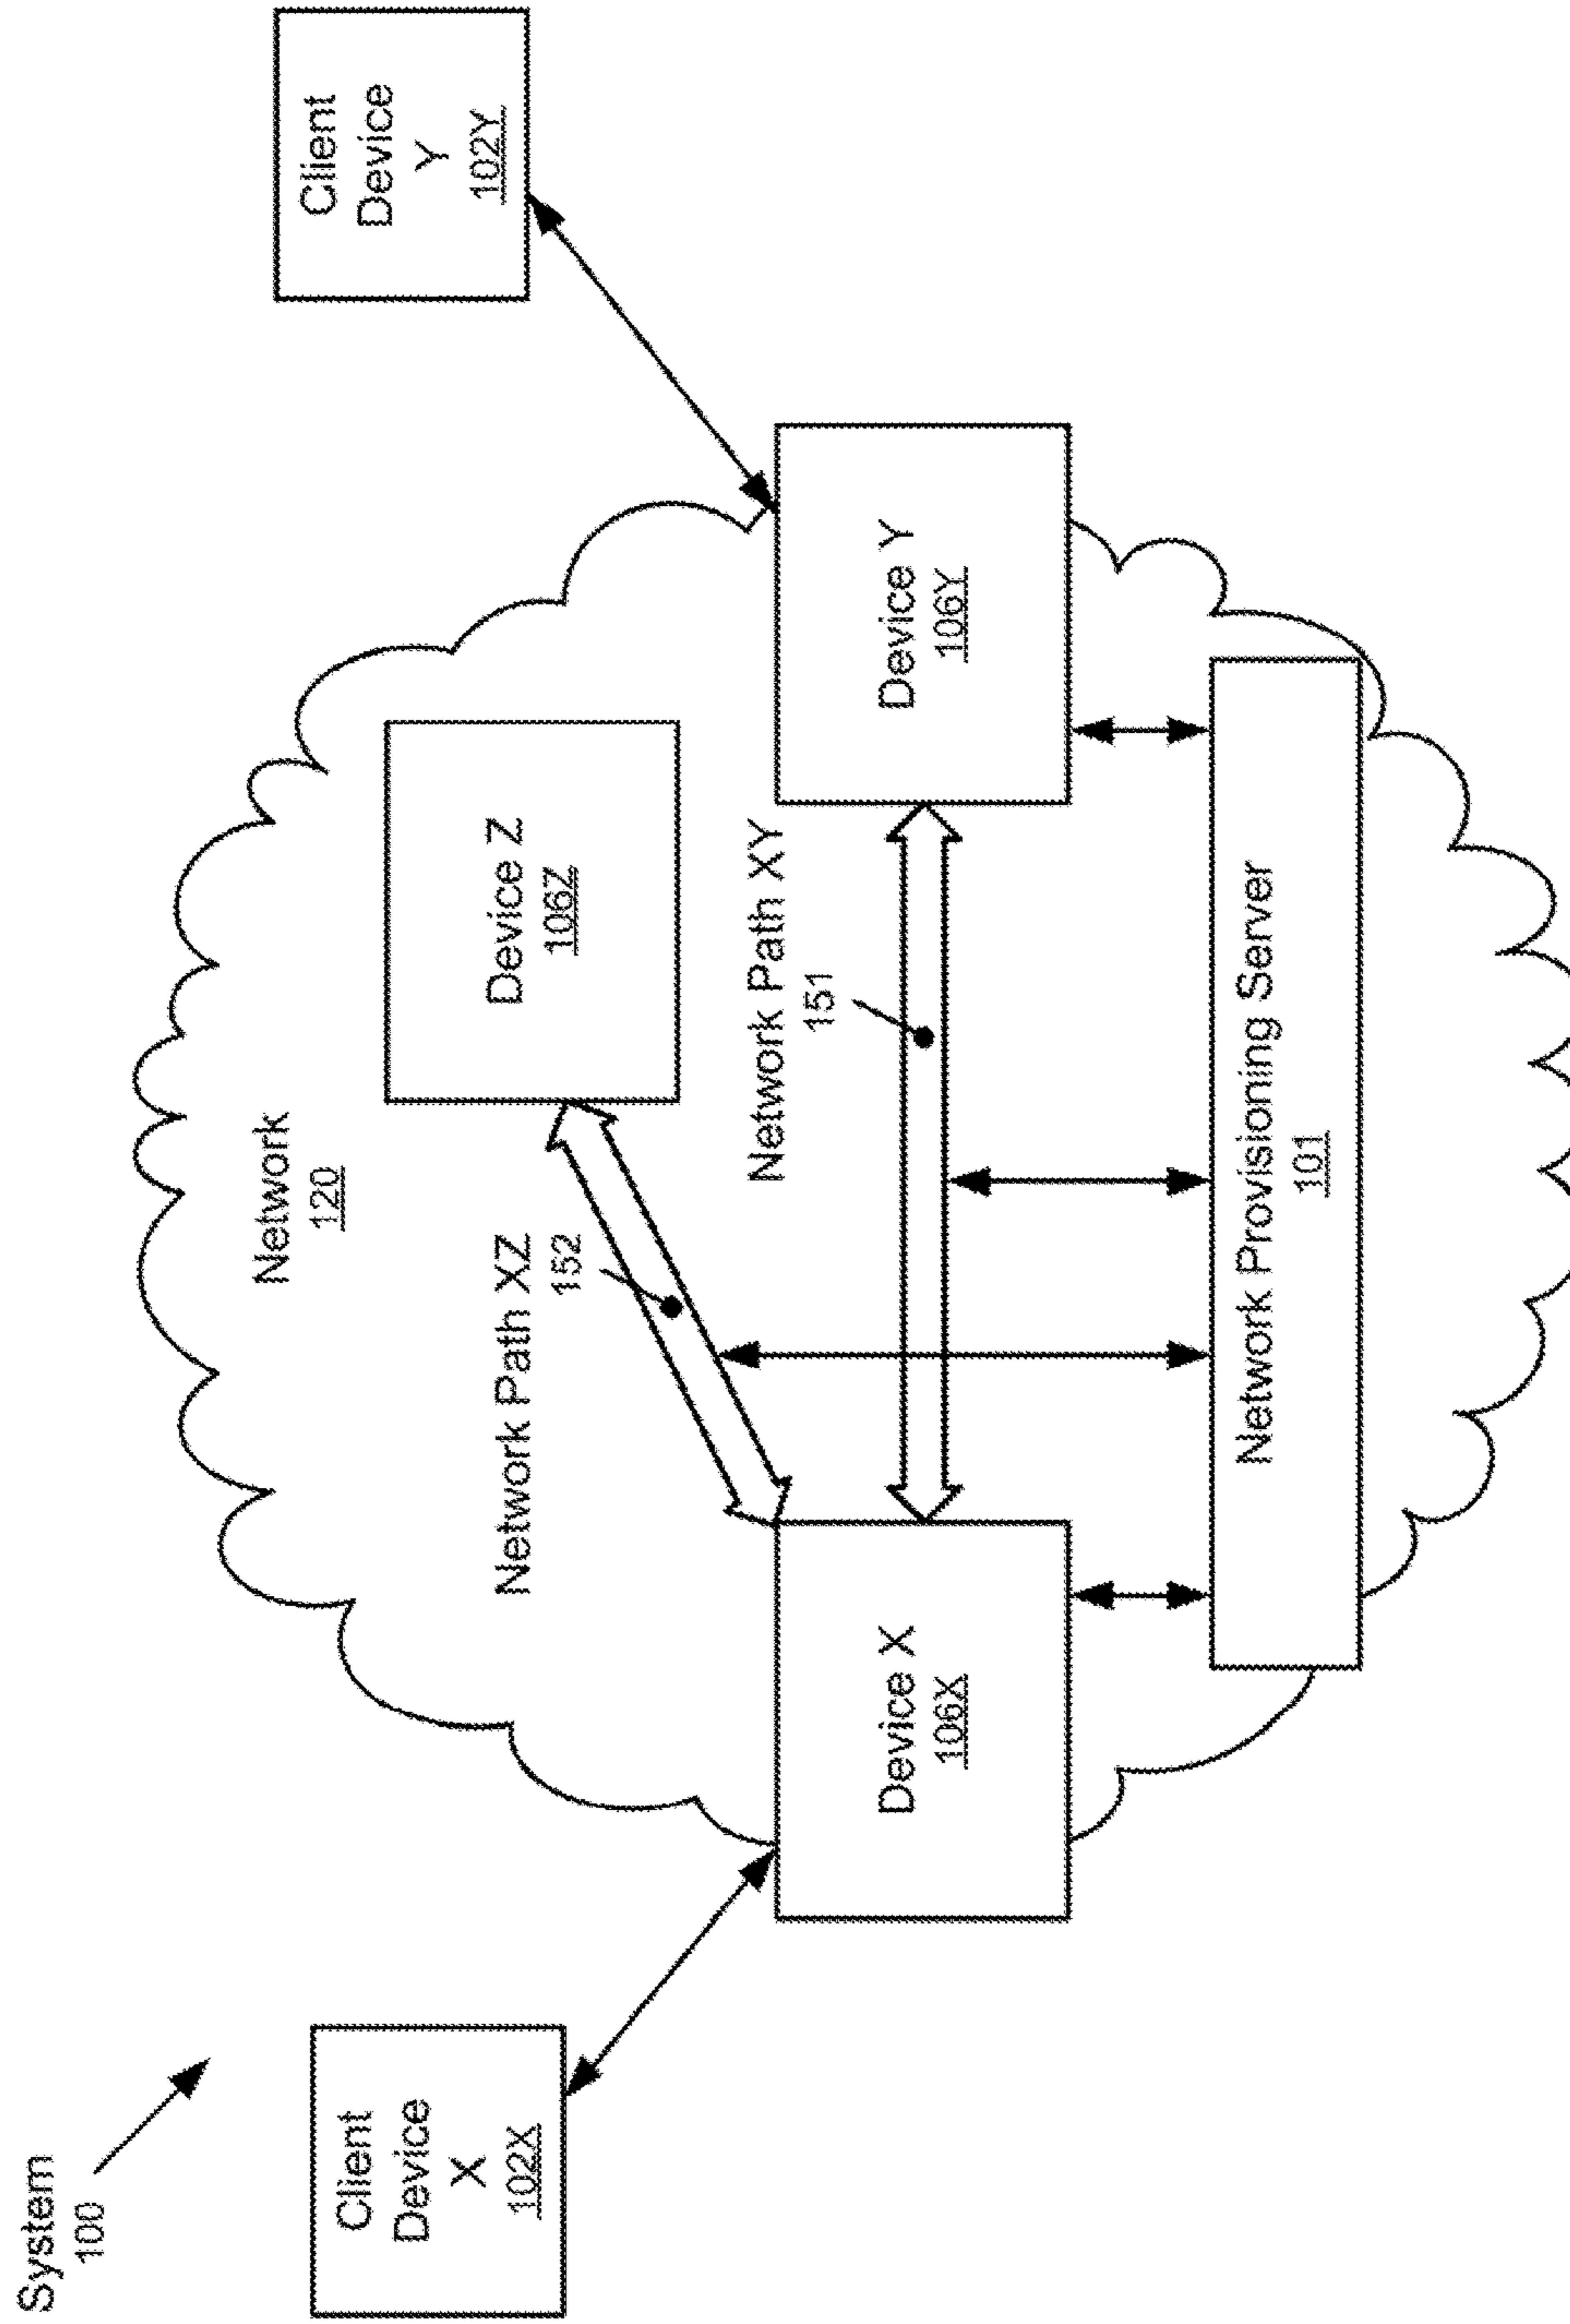 System
100
Client
Device
X
102X
Network
120
Client
Device
Y
102Y
Network Path XZ
152
Device Z
106Z
Network Path XY
151
Device X
106X
Device Y
106Y
Network Provisioning Server
101